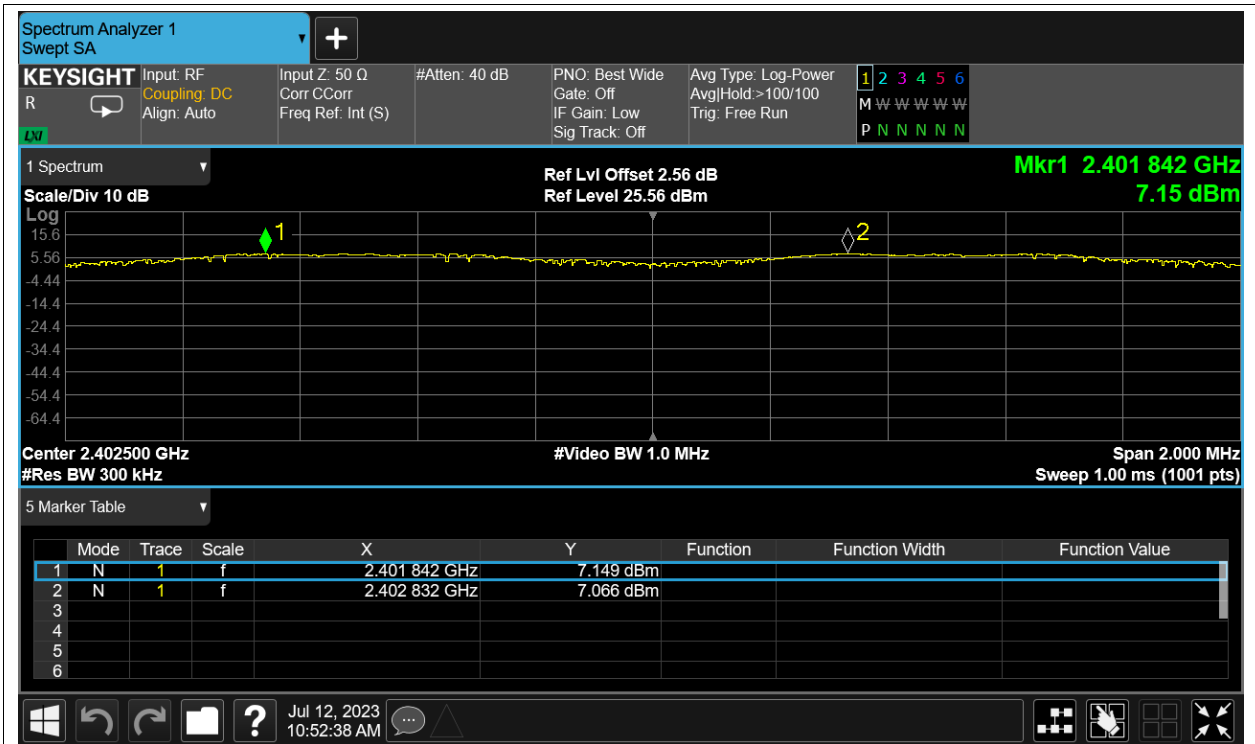 Spectrum Analyzer 1
Swept SA
KEYSIGHT Input: RF Input Z: 50 Ω #Atten: 40 dB PNO: Best Wide Avg Type: Log-Power 1 2 3 4 5 6
R Coupling: DC Corr CCorr Gate: Off Avg|Hold:>100/100 M W W W W W
Align: Auto Freq Ref: Int (S) IF Gain: Low Trig: Free Run
LXI Sig Track: Off P N N N N N
1 Spectrum Ref Lvl Offset 2.56 dB Mkr1 2.401 842 GHz
Scale/Div 10 dB Ref Level 25.56 dBm 7.15 dBm
Log
15.6 1 2
5.56
-4.44
-14.4
-24.4
-34.4
-44.4
-54.4
-64.4
Center 2.402500 GHz #Video BW 1.0 MHz Span 2.000 MHz
#Res BW 300 kHz Sweep 1.00 ms (1001 pts)
5 Marker Table
Mode Trace Scale X Y Function Function Width Function Value
1 N 1 f 2.401 842 GHz 7.149 dBm
2 N 1 f 2.402 832 GHz 7.066 dBm
3
4
5
6
? Jul 12, 2023
10:52:38 AM